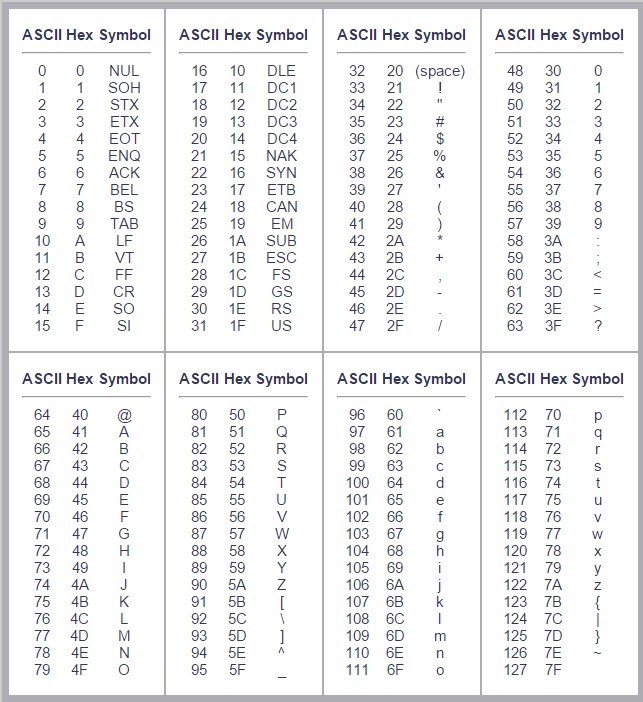 ASCII Hex Symbol ASCII Hex Symbol ASCII Hex Symbol ASCII Hex Symbol
0 0 NUL 16 10 DLE 32 20 (space) 48 30 0
1 1 SOH 17 11 DC1 33 21 ! 49 31 1
2 2 STX 18 12 DC2 34 22 " 50 32 2
3 3 ETX 19 13 DC3 35 23 # 51 33 3
4 4 EOT 20 14 DC4 36 24 $ 52 34 4
5 5 ENQ 21 15 NAK 37 25 % 53 35 5
6 6 ACK 22 16 SYN 38 26 & 54 36 6
7 7 BEL 23 17 ETB 39 27 ' 55 37 7
8 8 BS 24 18 CAN 40 28 ( 56 38 8
9 9 TAB 25 19 EM 41 29 ) 57 39 9
10 A LF 26 1A SUB 42 2A * 58 3A :
11 B VT 27 1B ESC 43 2B + 59 3B ;
12 C FF 28 1C FS 44 2C , 60 3C <
13 D CR 29 1D GS 45 2D - 61 3D =
14 E SO 30 1E RS 46 2E . 62 3E >
15 F SI 31 1F US 47 2F / 63 3F ?
ASCII Hex Symbol ASCII Hex Symbol ASCII Hex Symbol ASCII Hex Symbol
64 40 @ 80 50 P 96 60 ` 112 70 p
65 41 A 81 51 Q 97 61 a 113 71 q
66 42 B 82 52 R 98 62 b 114 72 r
67 43 C 83 53 S 99 63 c 115 73 s
68 44 D 84 54 T 100 64 d 116 74 t
69 45 E 85 55 U 101 65 e 117 75 u
70 46 F 86 56 V 102 66 f 118 76 v
71 47 G 87 57 W 103 67 g 119 77 w
72 48 H 88 58 X 104 68 h 120 78 x
73 49 I 89 59 Y 105 69 i 121 79 y
74 4A J 90 5A Z 106 6A j 122 7A z
75 4B K 91 5B [ 107 6B k 123 7B {
76 4C L 92 5C \ 108 6C l 124 7C |
77 4D M 93 5D ] 109 6D m 125 7D }
78 4E N 94 5E ^ 110 6E n 126 7E ~
79 4F O 95 5F _ 111 6F o 127 7F